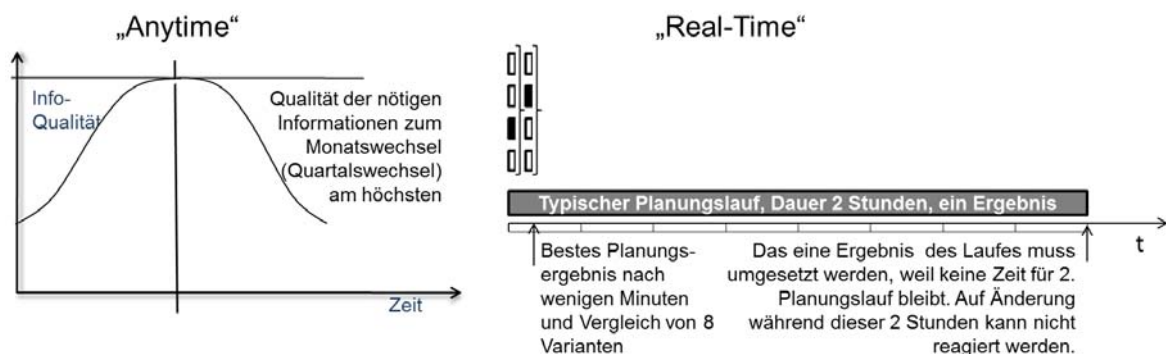 „Anytime“
Info-
Qualität
Qualität der nötigen
Informationen zum
Monatswechsel
(Quartalswechsel)
am höchsten
Zeit
„Real-Time“
Typischer Planungslauf, Dauer 2 Stunden, ein Ergebnis
t
Bestes Planungs-
ergebnis nach
wenigen Minuten
und Vergleich von 8
Varianten
Das eine Ergebnis des Laufes muss
umgesetzt werden, weil keine Zeit für 2.
Planungslauf bleibt. Auf Änderung
während dieser 2 Stunden kann nicht
reagiert werden.